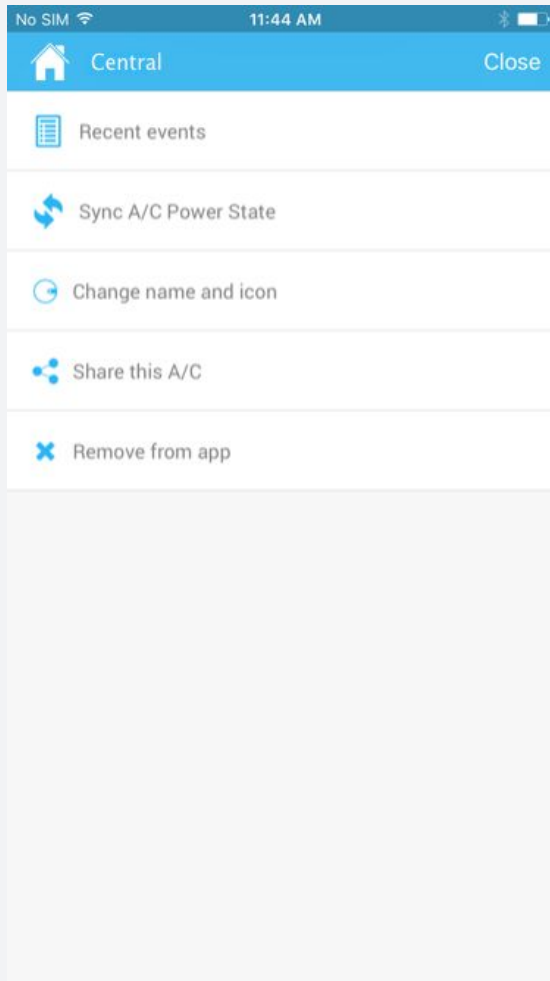 No SIM 11:44 AM
Central Close
Recent events
Sync A/C Power State
Change name and icon
Share this A/C
Remove from app